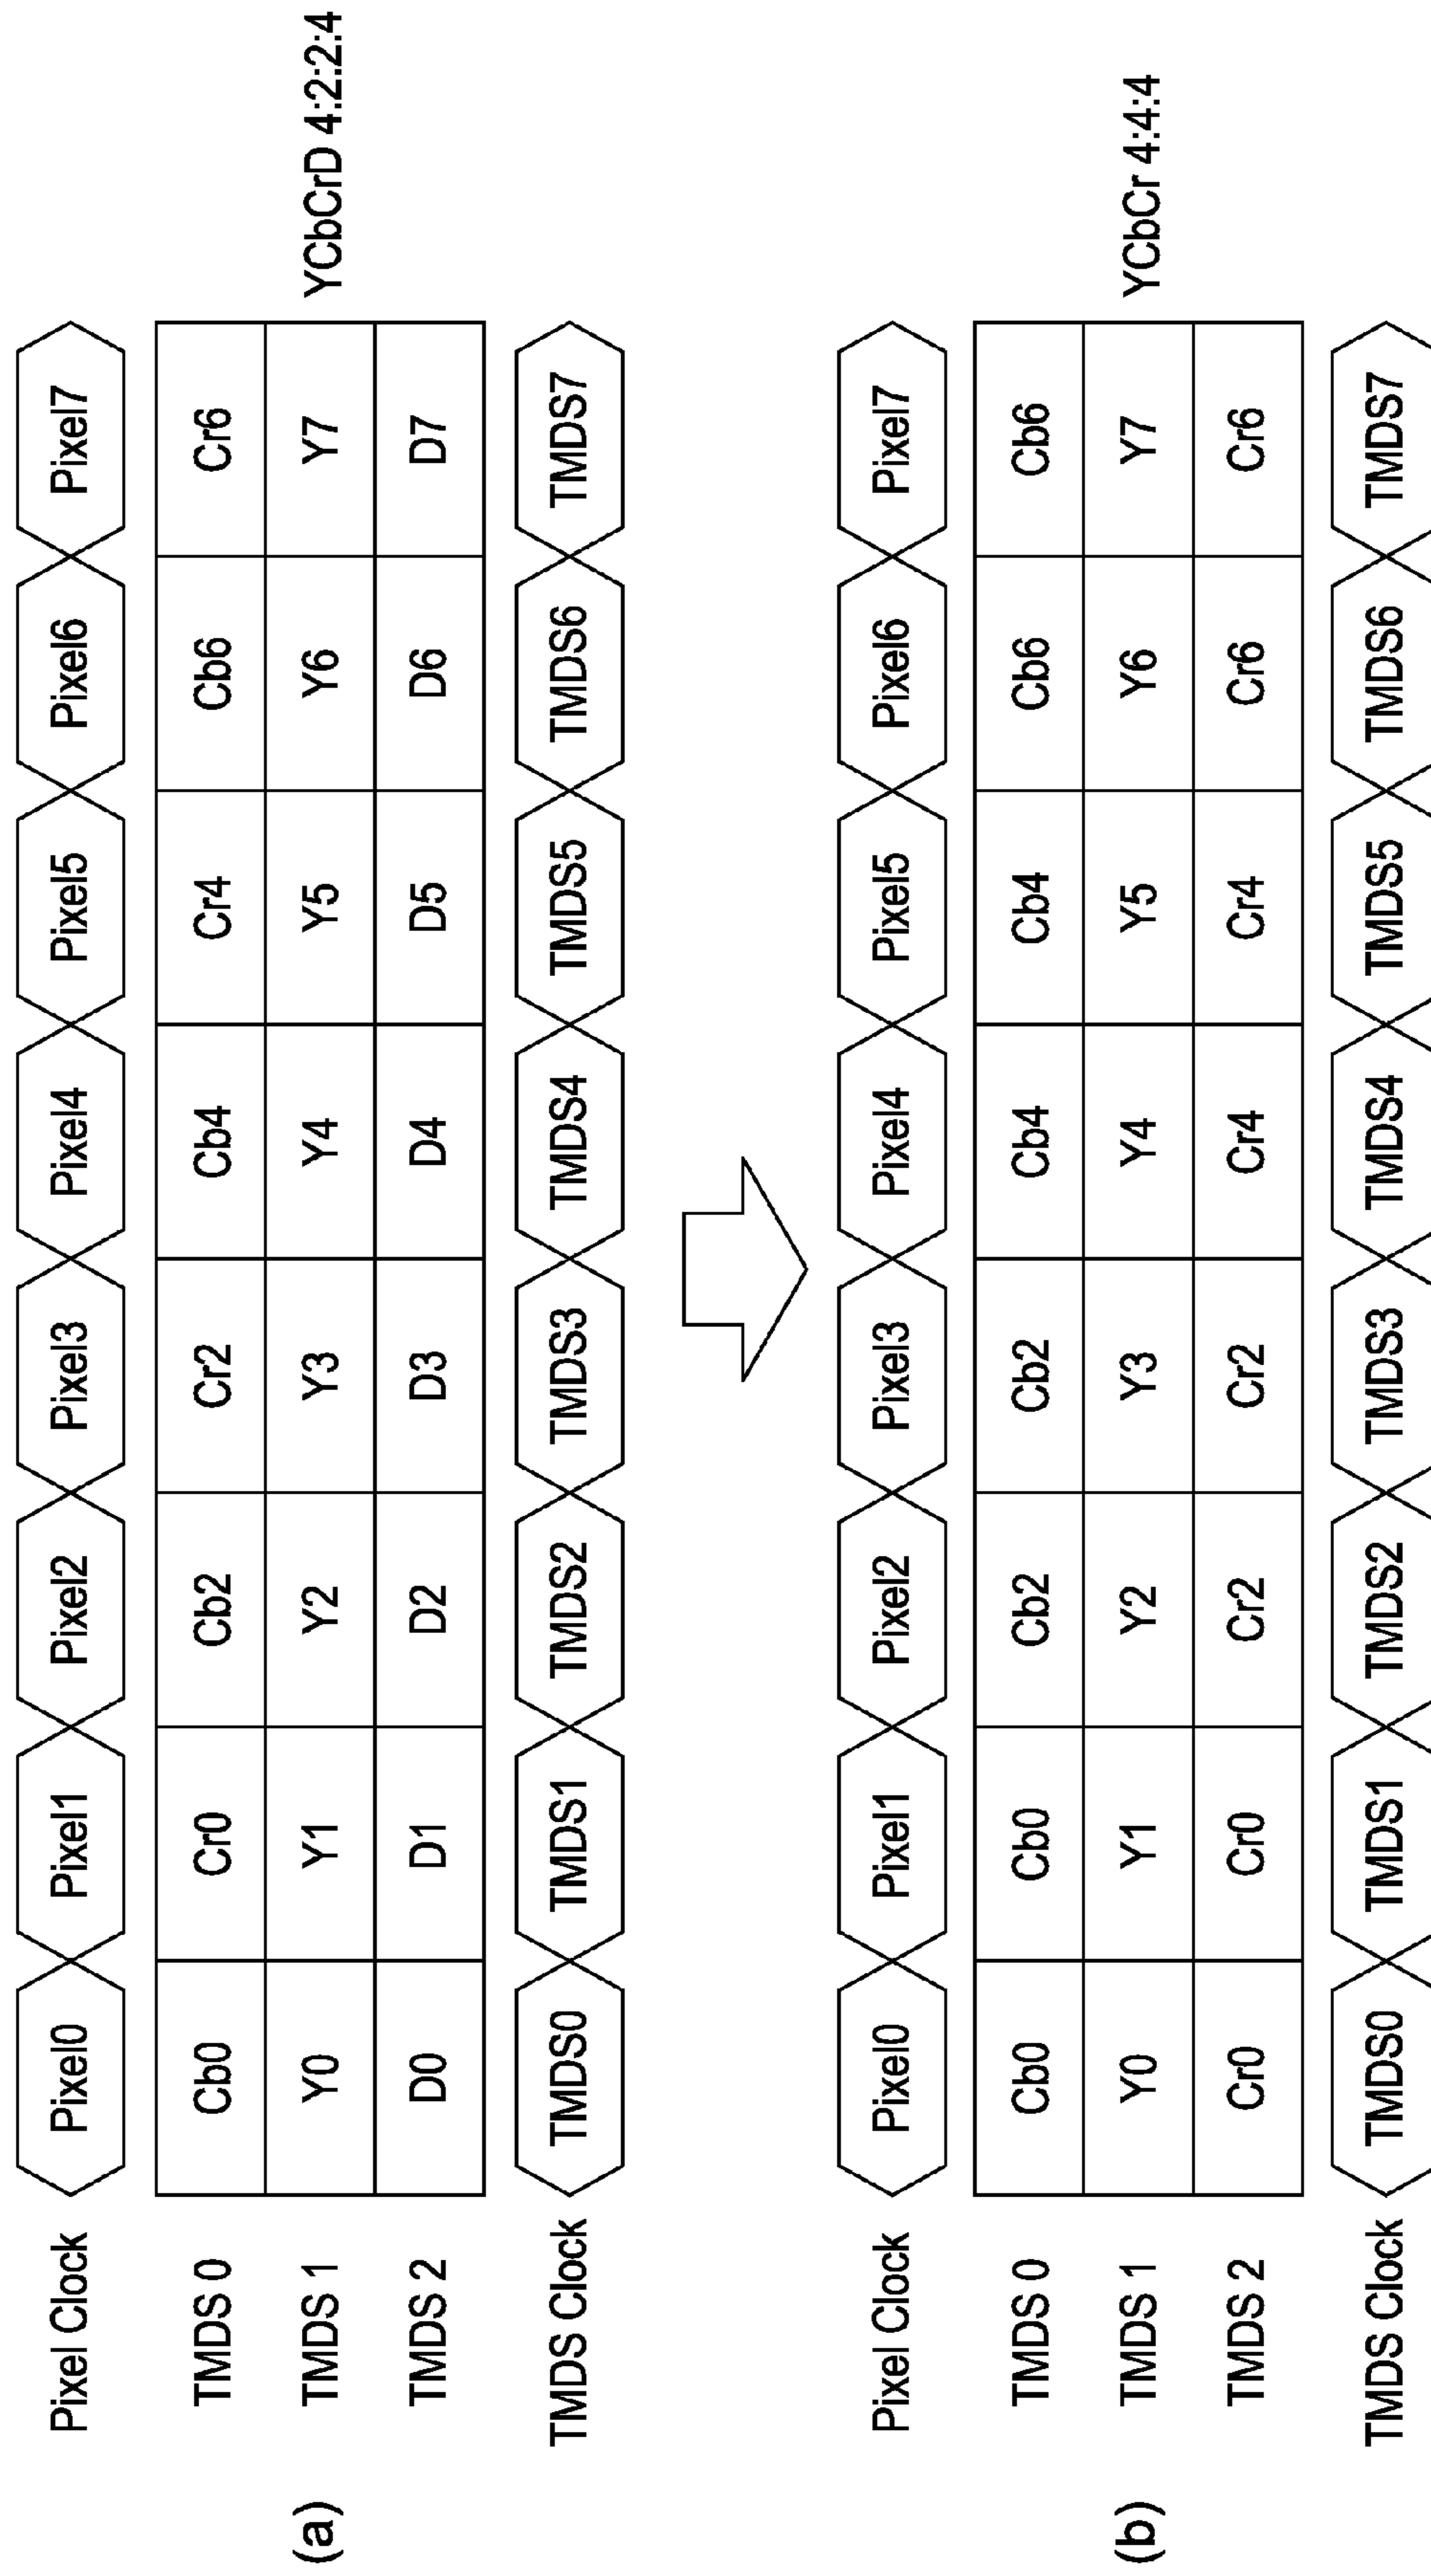 Pixel Clock Pixel0 Pixel1 Pixel2 Pixel3 Pixel4 Pixel5 Pixel6 Pixel7
TMDS 0 Cb0 Cr0 Cb2 Cr2 Cb4 Cr4 Cb6 Cr6
(a) TMDS 1 Y0 Y1 Y2 Y3 Y4 Y5 Y6 Y7 YCbCrD 4:2:2:4
TMDS 2 D0 D1 D2 D3 D4 D5 D6 D7
TMDS Clock TMDS0 TMDS1 TMDS2 TMDS3 TMDS4 TMDS5 TMDS6 TMDS7
Pixel Clock Pixel0 Pixel1 Pixel2 Pixel3 Pixel4 Pixel5 Pixel6 Pixel7
TMDS 0 Cb0 Cb0 Cb2 Cb2 Cb4 Cb4 Cb6 Cb6
(b) TMDS 1 Y0 Y1 Y2 Y3 Y4 Y5 Y6 Y7 YCbCr 4:4:4
TMDS 2 Cr0 Cr0 Cr2 Cr2 Cr4 Cr4 Cr6 Cr6
TMDS Clock TMDS0 TMDS1 TMDS2 TMDS3 TMDS4 TMDS5 TMDS6 TMDS7